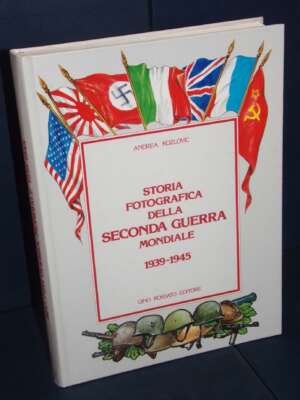 ANDREA KOZLOVIC
STORIA
FOTOGRAFICA
DELLA
SECONDA GUERRA
MONDIALE
1939-1945
GINO ROSSATO EDITORE